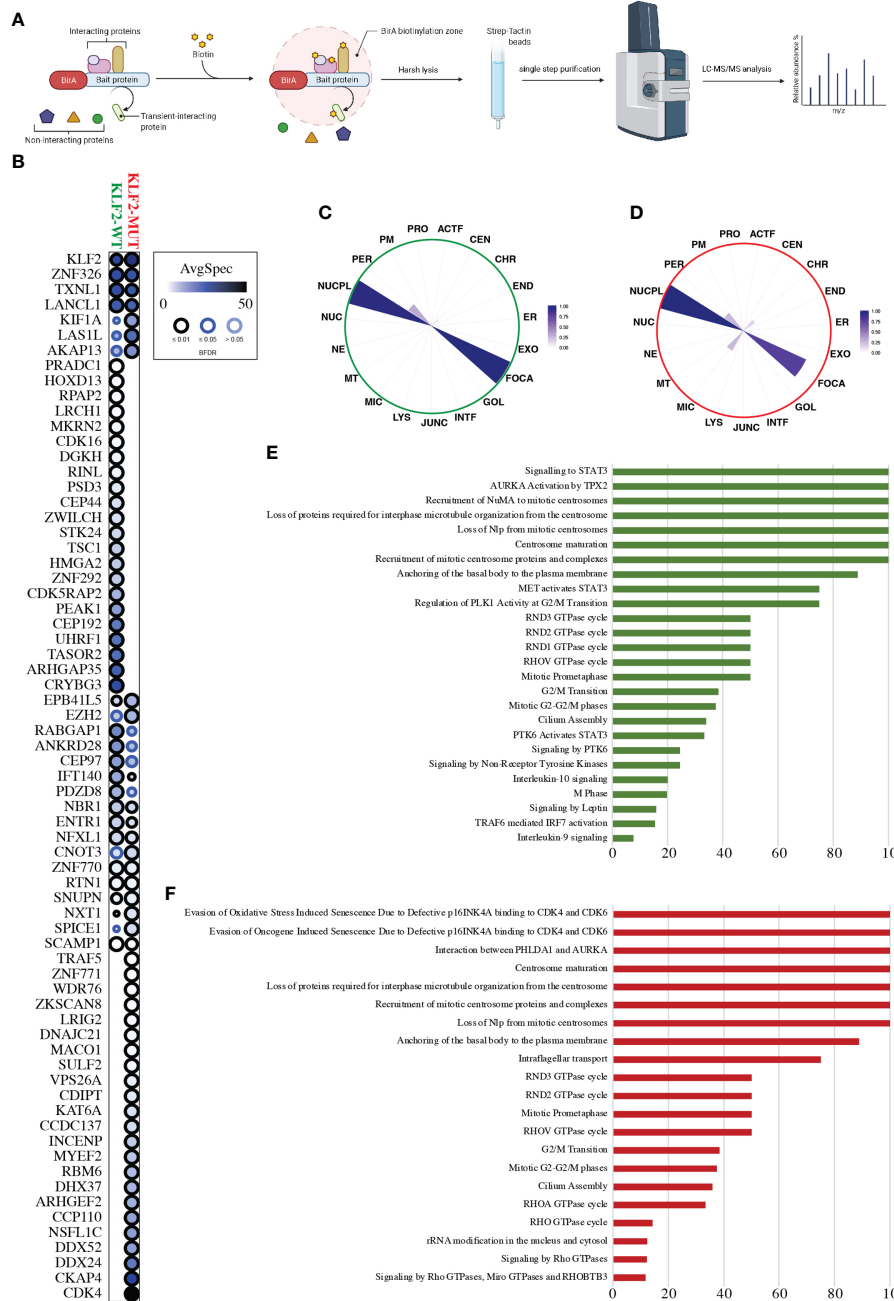 A
Interacting proteins
BirA
Bait protein
Transient-interacting
protein
Non-interacting proteins
Biotin
BirA
Bait protein
BirA biotinylation zone
Harsh lysis
Strep-Tactin
beads
single step purification
LC-MS/MS analysis
Relative abundance %
m/z
B
KLF2-WT
KLF2-MUT
KLF2
ZNF326
TXNL1
LANCL1
KIF1A
LAS1L
AKAP13
PRADC1
HOXD13
RPAP2
LRCH1
MKRN2
CDK16
DGKH
RINL
PSD3
CEP44
ZWILCH
STK24
TSC1
HMGA2
ZNF292
CDK5RAP2
PEAK1
CEP192
UHRF1
TASOR2
ARHGAP35
CRYBG3
EPB41L5
EZH2
RABGAP1
ANKRD28
CEP97
IFT140
PDZD8
NBR1
ENTR1
NFXL1
CNOT3
ZNF770
RTN1
SNUPN
NXT1
SPICE1
SCAMP1
TRAF5
ZNF771
WDR76
ZKSCAN8
LRIG2
DNAJC21
MACO1
SULF2
VPS26A
CDIPT
KAT6A
CCDC137
INCENP
MYEF2
RBM6
DHX37
ARHGEF2
CCP110
NSFL1C
DDX52
DDX24
CKAP4
CDK4
AvgSpec
0 50
≤ 0.01 ≤ 0.05 > 0.05
BFDR
C
PRO
ACTF
CEN
CHR
END
ER
EXO
FOCA
GOL
INTF
JUNC
LYS
MIC
MT
NE
NUC
NUCPL
PER
PM
1.00
0.75
0.50
0.25
0.00
D
PRO
ACTF
CEN
CHR
END
ER
EXO
FOCA
GOL
INTF
JUNC
LYS
MIC
MT
NE
NUC
NUCPL
PER
PM
1.00
0.75
0.50
0.25
0.00
E
Signalling to STAT3
AURKA Activation by TPX2
Recruitment of NuMA to mitotic centrosomes
Loss of proteins required for interphase microtubule organization from the centrosome
Loss of Nlp from mitotic centrosomes
Centrosome maturation
Recruitment of mitotic centrosome proteins and complexes
Anchoring of the basal body to the plasma membrane
MET activates STAT3
Regulation of PLK1 Activity at G2/M Transition
RND3 GTPase cycle
RND2 GTPase cycle
RND1 GTPase cycle
RHOV GTPase cycle
Mitotic Prometaphase
G2/M Transition
Mitotic G2-G2/M phases
Cilium Assembly
PTK6 Activates STAT3
Signaling by PTK6
Signaling by Non-Receptor Tyrosine Kinases
Interleukin-10 signaling
M Phase
Signaling by Leptin
TRAF6 mediated IRF7 activation
Interleukin-9 signaling
0 20 40 60 80 10
F
Evasion of Oxidative Stress Induced Senescence Due to Defective p16INK4A binding to CDK4 and CDK6
Evasion of Oncogene Induced Senescence Due to Defective p16INK4A binding to CDK4 and CDK6
Interaction between PHLDA1 and AURKA
Centrosome maturation
Loss of proteins required for interphase microtubule organization from the centrosome
Recruitment of mitotic centrosome proteins and complexes
Loss of Nlp from mitotic centrosomes
Anchoring of the basal body to the plasma membrane
Intraflagellar transport
RND3 GTPase cycle
RND2 GTPase cycle
Mitotic Prometaphase
RHOV GTPase cycle
G2/M Transition
Mitotic G2-G2/M phases
Cilium Assembly
RHOA GTPase cycle
RHO GTPase cycle
rRNA modification in the nucleus and cytosol
Signaling by Rho GTPases
Signaling by Rho GTPases, Miro GTPases and RHOBTB3
0 20 40 60 80 10